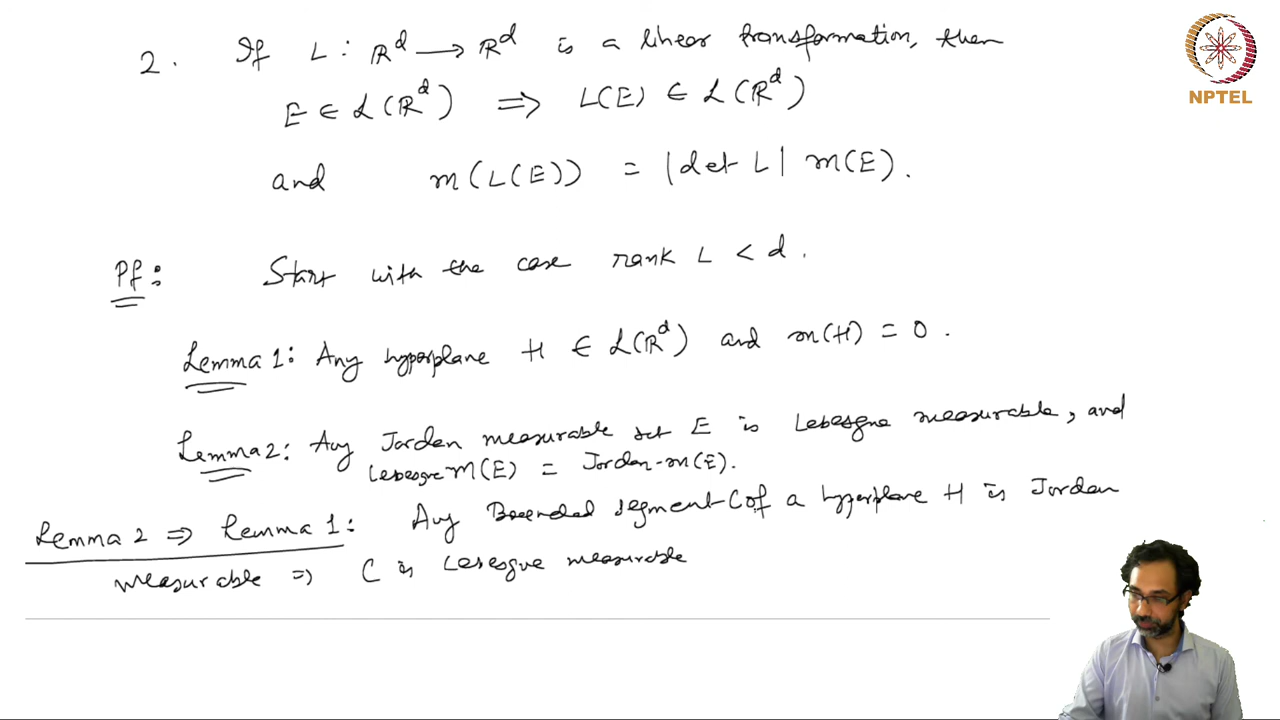 2. If L : ℝ^d ⟶ ℝ^d is a linear transformation, then
E ∈ ℒ(ℝ^d) ⟹ L(E) ∈ ℒ(ℝ^d)
and m(L(E)) = |det L| m(E).
NPTEL
Pf: Start with the case rank L < d.
Lemma 1: Any hyperplane H ∈ ℒ(ℝ^d) and m(H) = 0.
Lemma 2: Any Jordan measurable set E is Lebesgue measurable, and
Lebesgue m(E) = Jordan-m(E).
Lemma 2 ⇒ Lemma 1: Any Bounded segment C of a hyperplane H is Jordan
measurable ⇒ C is Lebesgue measurable